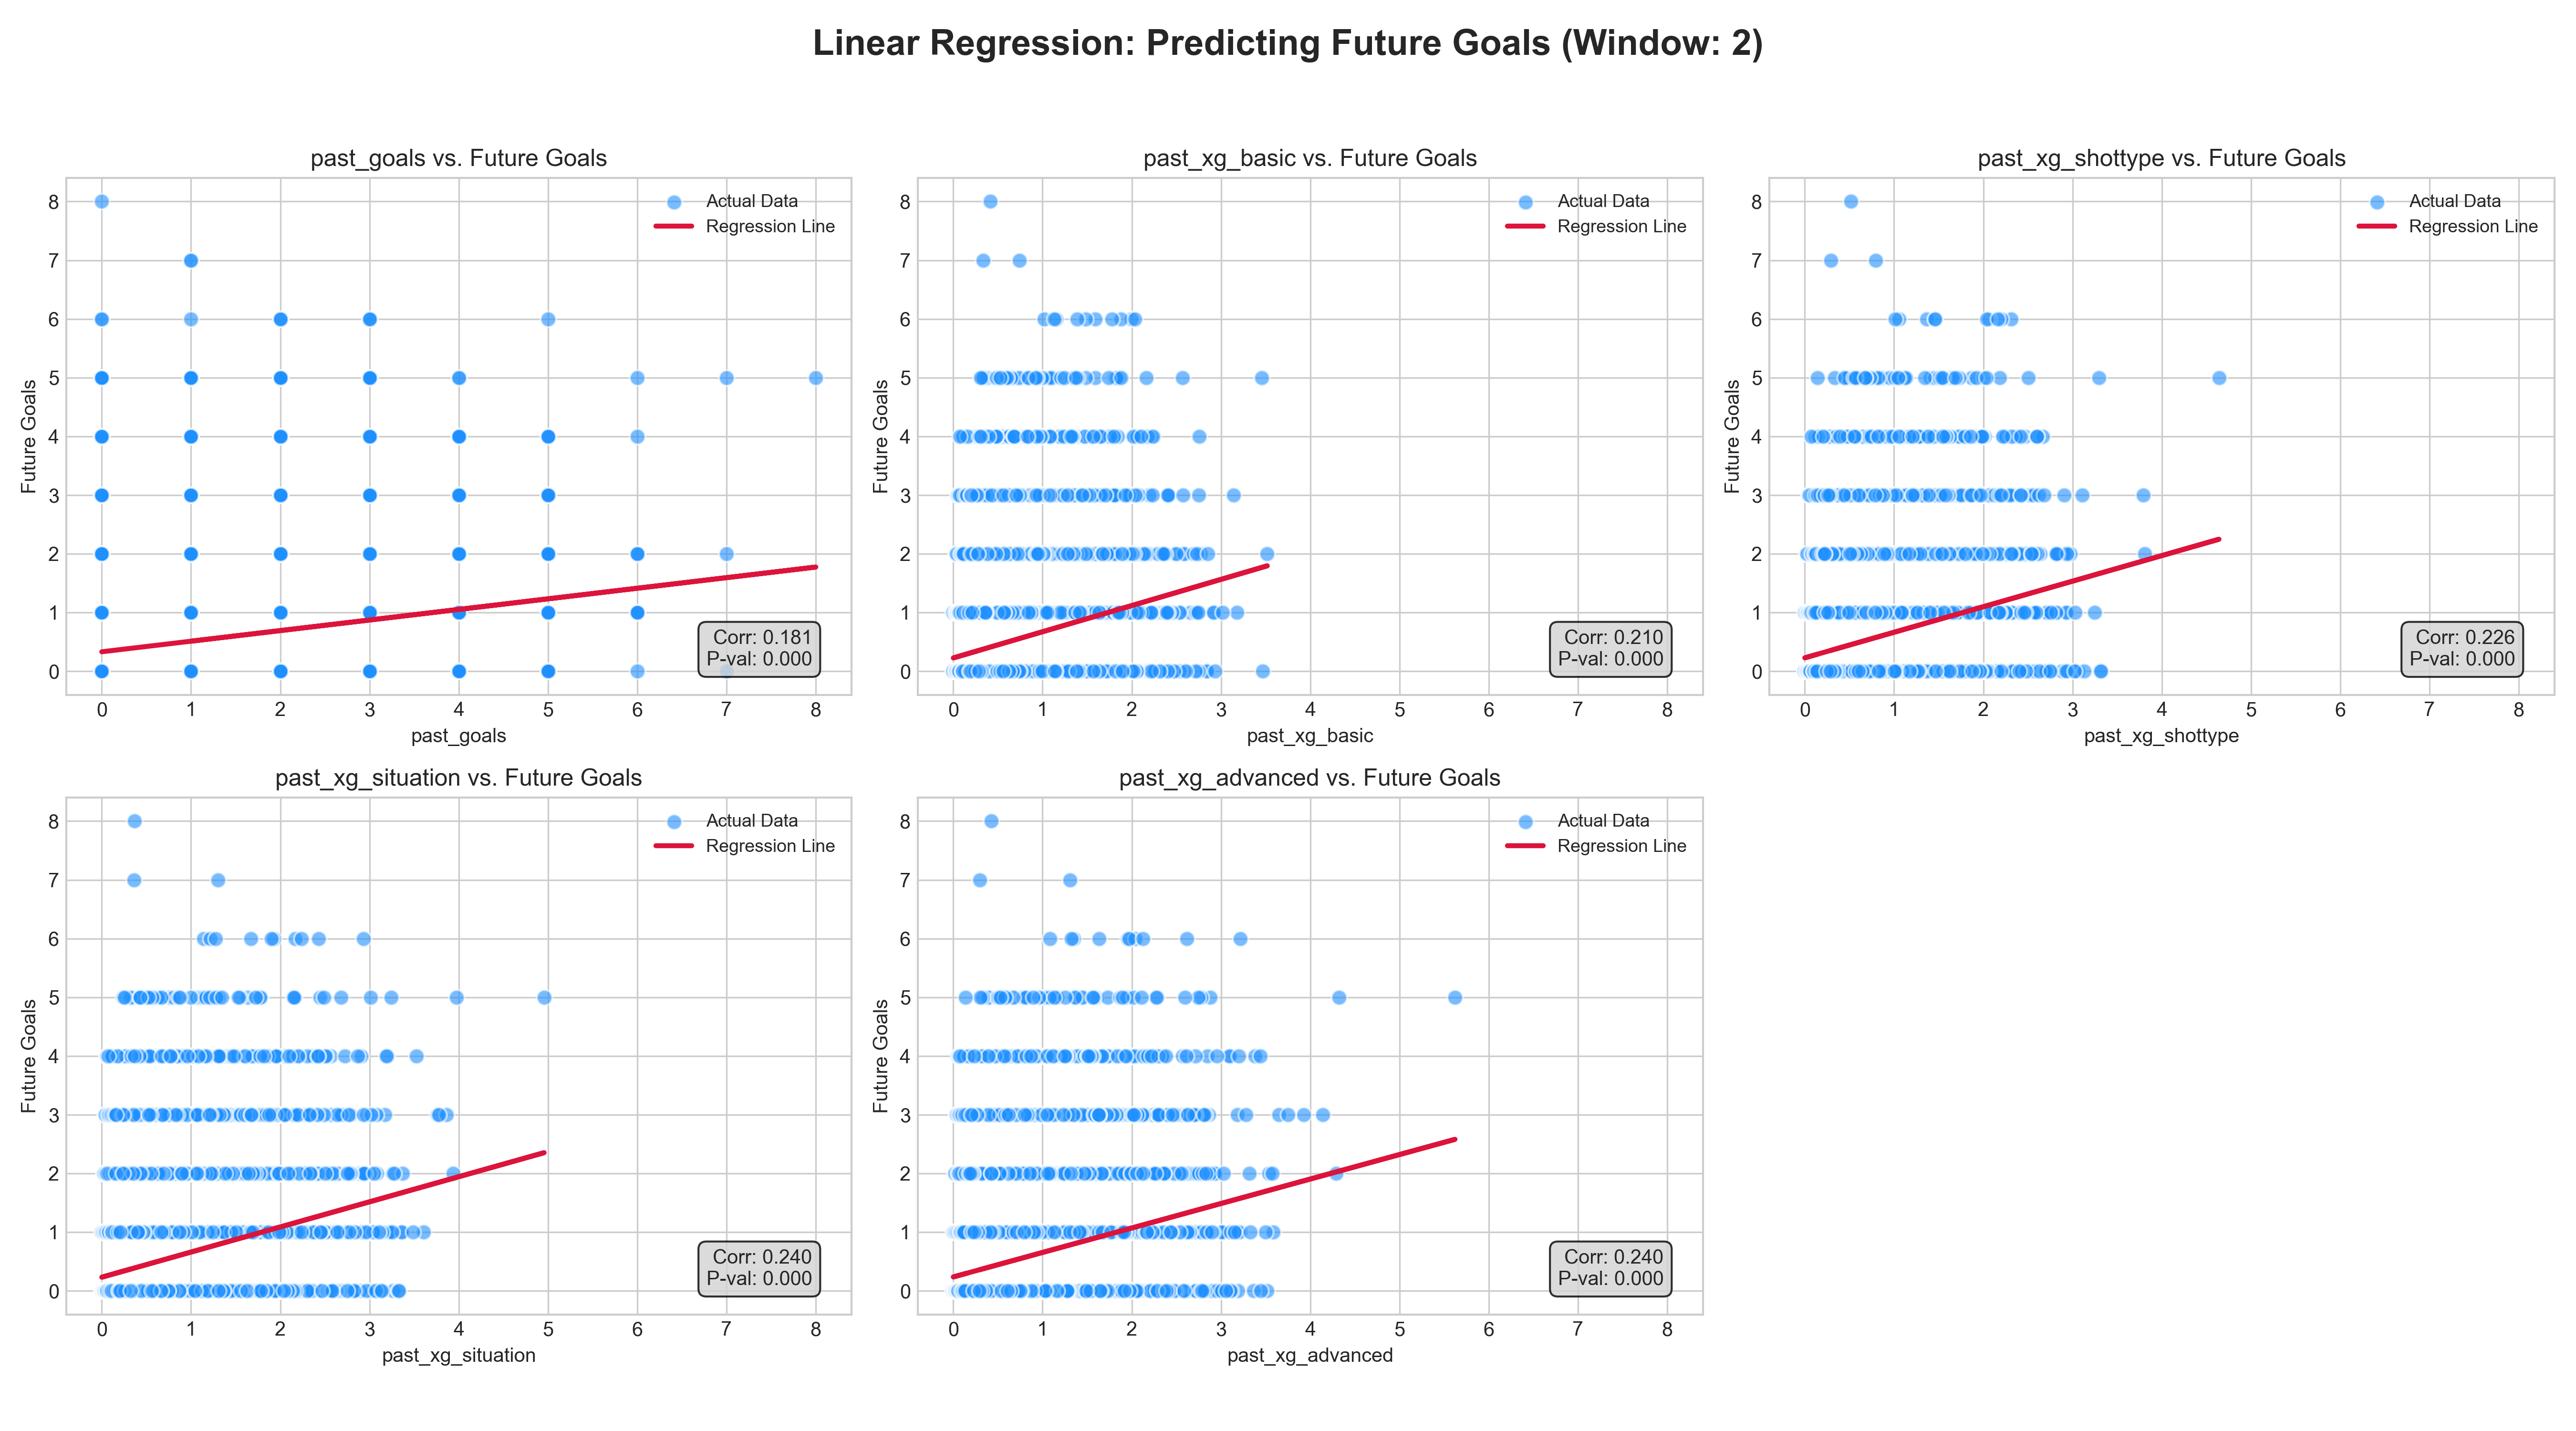 Linear Regression: Predicting Future Goals (Window: 2)
past_goals vs. Future Goals
Actual Data
Regression Line
8
7
6
5
4
3
2
1
0
Future Goals
Corr: 0.181
P-val: 0.000
0 1 2 3 4 5 6 7 8
past_goals
past_xg_basic vs. Future Goals
Actual Data
Regression Line
8
7
6
5
4
3
2
1
0
Future Goals
Corr: 0.210
P-val: 0.000
0 1 2 3 4 5 6 7 8
past_xg_basic
past_xg_shottype vs. Future Goals
Actual Data
Regression Line
8
7
6
5
4
3
2
1
0
Future Goals
Corr: 0.226
P-val: 0.000
0 1 2 3 4 5 6 7 8
past_xg_shottype
past_xg_situation vs. Future Goals
Actual Data
Regression Line
8
7
6
5
4
3
2
1
0
Future Goals
Corr: 0.240
P-val: 0.000
0 1 2 3 4 5 6 7 8
past_xg_situation
past_xg_advanced vs. Future Goals
Actual Data
Regression Line
8
7
6
5
4
3
2
1
0
Future Goals
Corr: 0.240
P-val: 0.000
0 1 2 3 4 5 6 7 8
past_xg_advanced